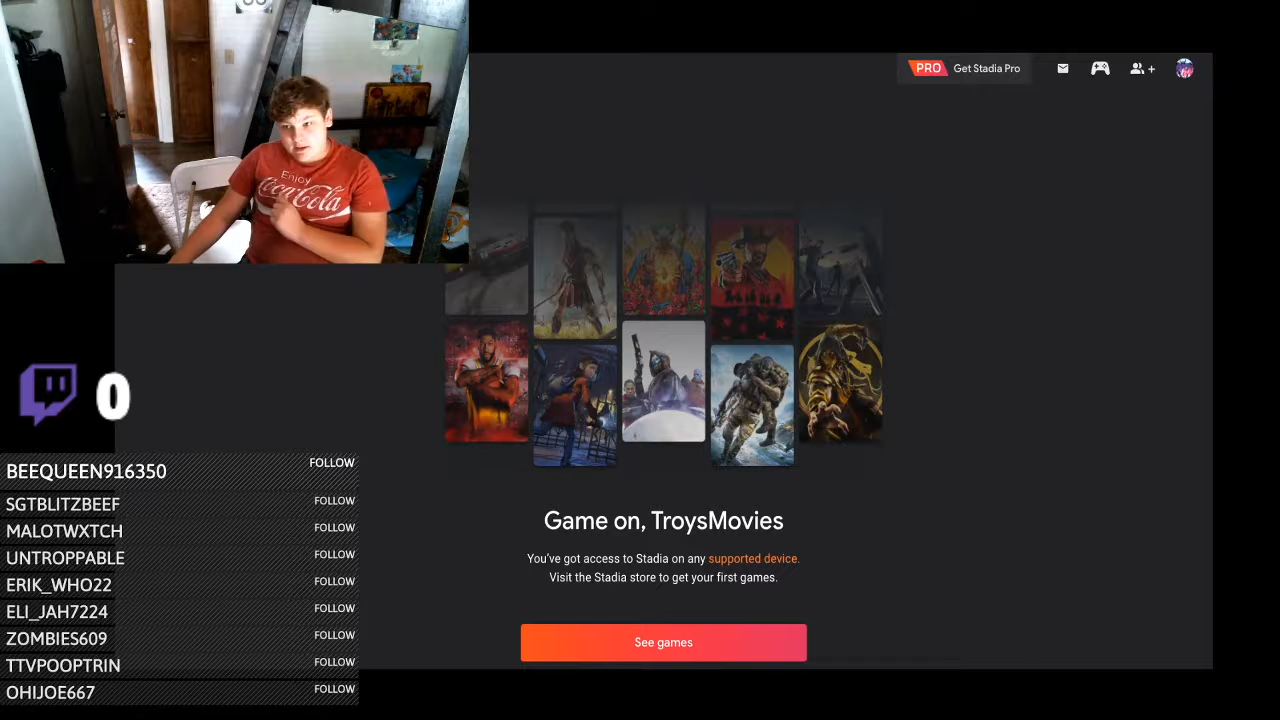 PRO Get Stadia Pro
Enjoy
Coca-Cola
0
BEEQUEEN916350 FOLLOW
SGTBLITZBEEF FOLLOW
MALOTWXTCH FOLLOW
UNTROPPABLE FOLLOW
ERIK_WHO22 FOLLOW
ELI_JAH7224 FOLLOW
ZOMBIES609 FOLLOW
TTVPOOPTRIN FOLLOW
OHIJOE667 FOLLOW
Game on, TroysMovies
You've got access to Stadia on any supported device.
Visit the Stadia store to get your first games.
See games